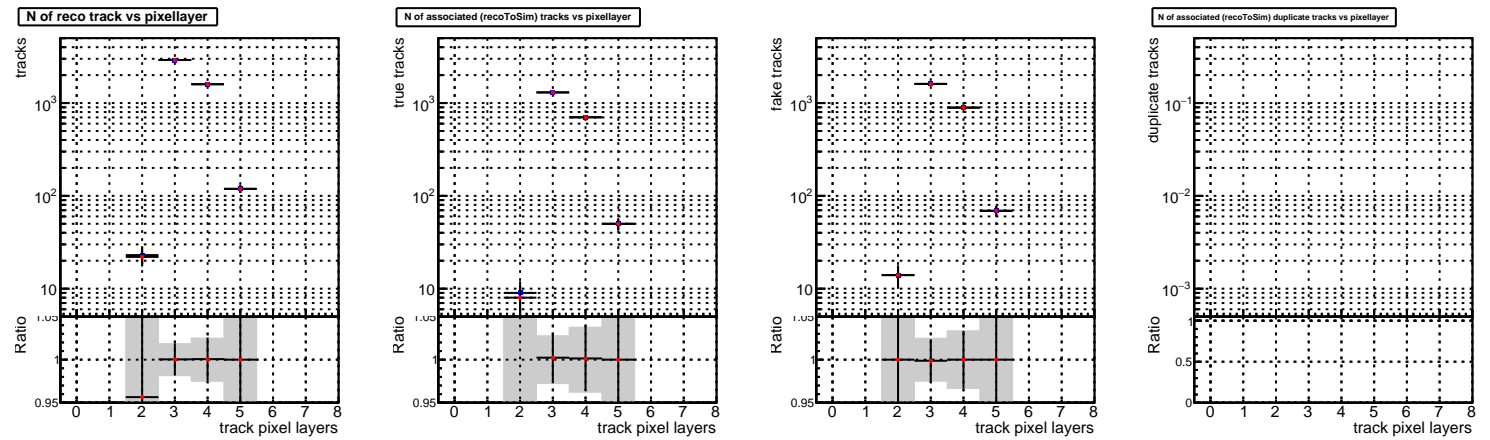 N of reco track vs pixellayer
tracks
10³
10²
10
Ratio
1.05
1
0.95
0 1 2 3 4 5 6 7 8
track pixel layers
N of associated (recoToSim) tracks vs pixellayer
true tracks
10³
10²
10
Ratio
1.05
1
0.95
0 1 2 3 4 5 6 7 8
track pixel layers
fake tracks
10³
10²
10
Ratio
1.05
1
0.95
0 1 2 3 4 5 6 7 8
track pixel layers
N of associated (recoToSim) duplicate tracks vs pixellayer
duplicate tracks
10⁻¹
10⁻²
10⁻³
Ratio
1
0.5
0
0 1 2 3 4 5 6 7 8
track pixel layers